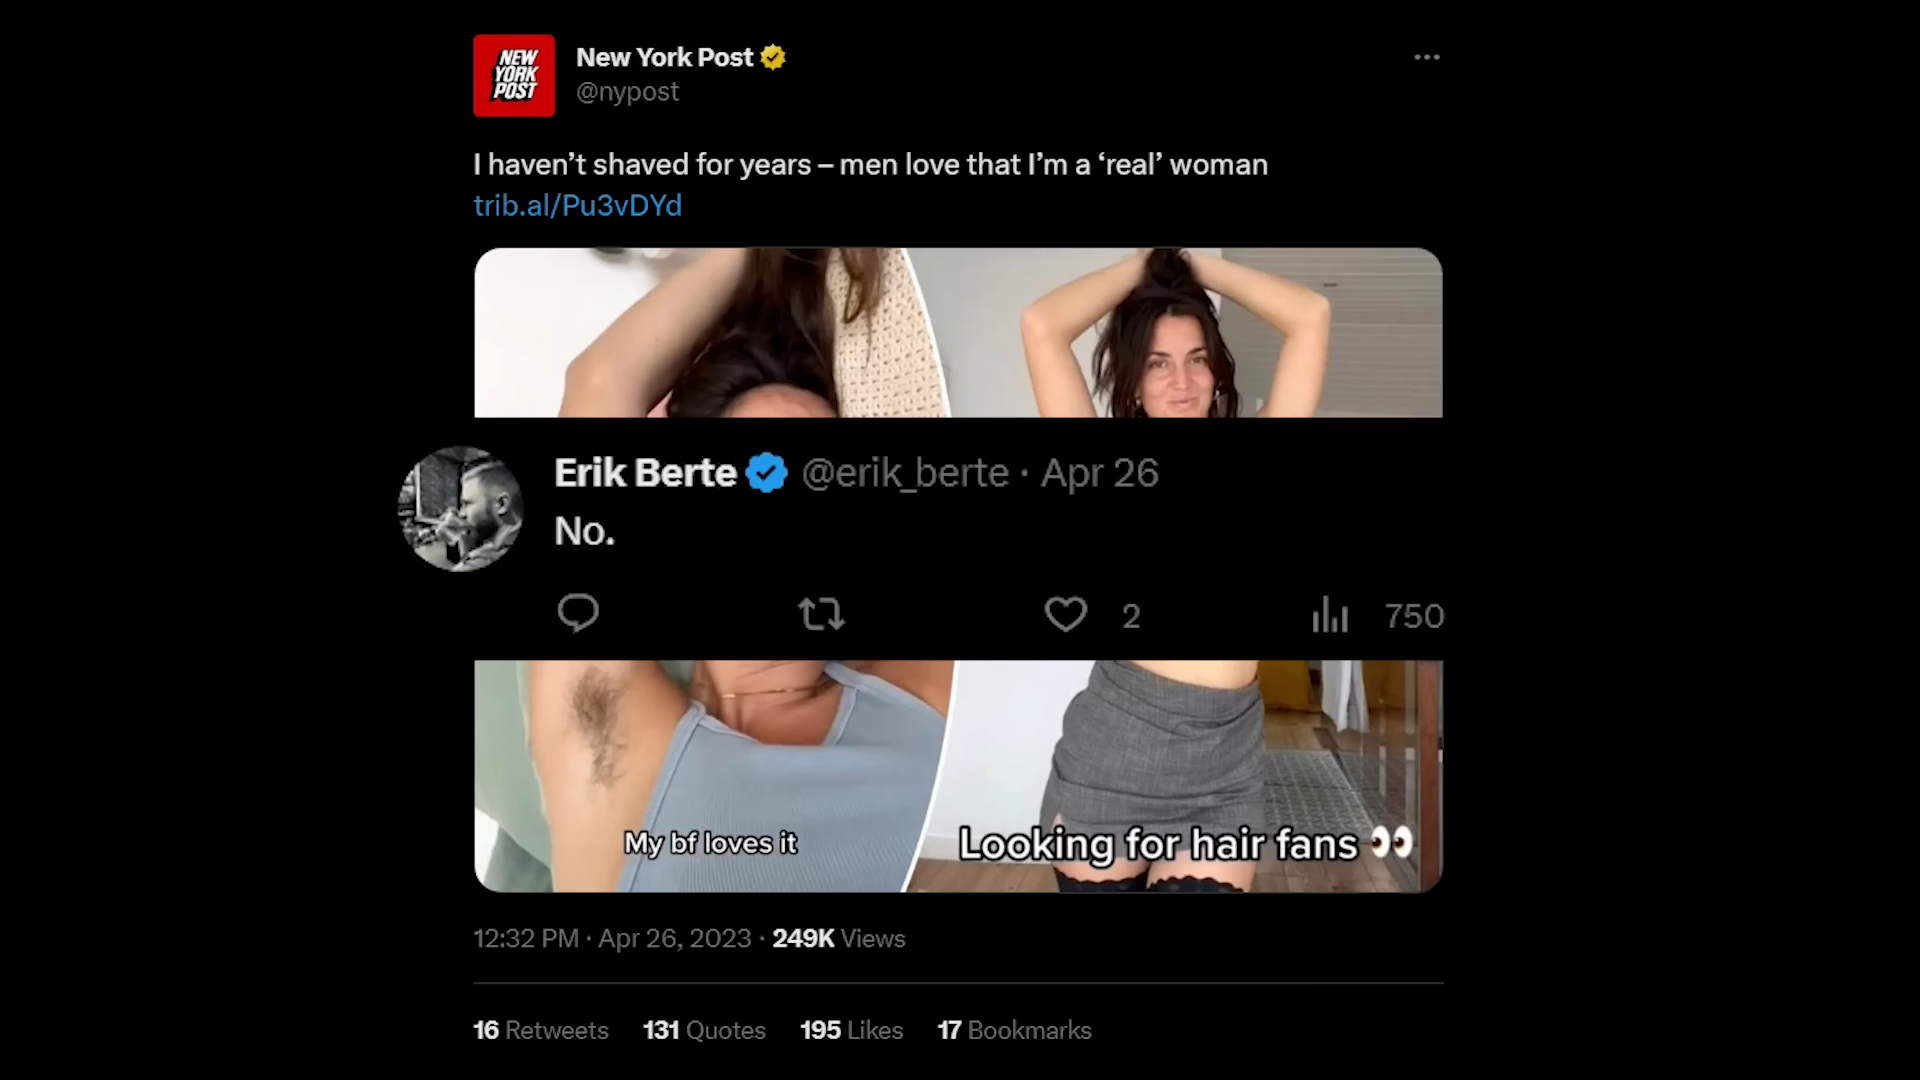 NEW
YORK
POST
New York Post
@nypost
I haven’t shaved for years – men love that I’m a ‘real’ woman
trib.al/Pu3vDYd
Erik Berte @erik_berte · Apr 26
No.
2 750
My bf loves it
Looking for hair fans 👀
12:32 PM · Apr 26, 2023 · 249K Views
16 Retweets 131 Quotes 195 Likes 17 Bookmarks